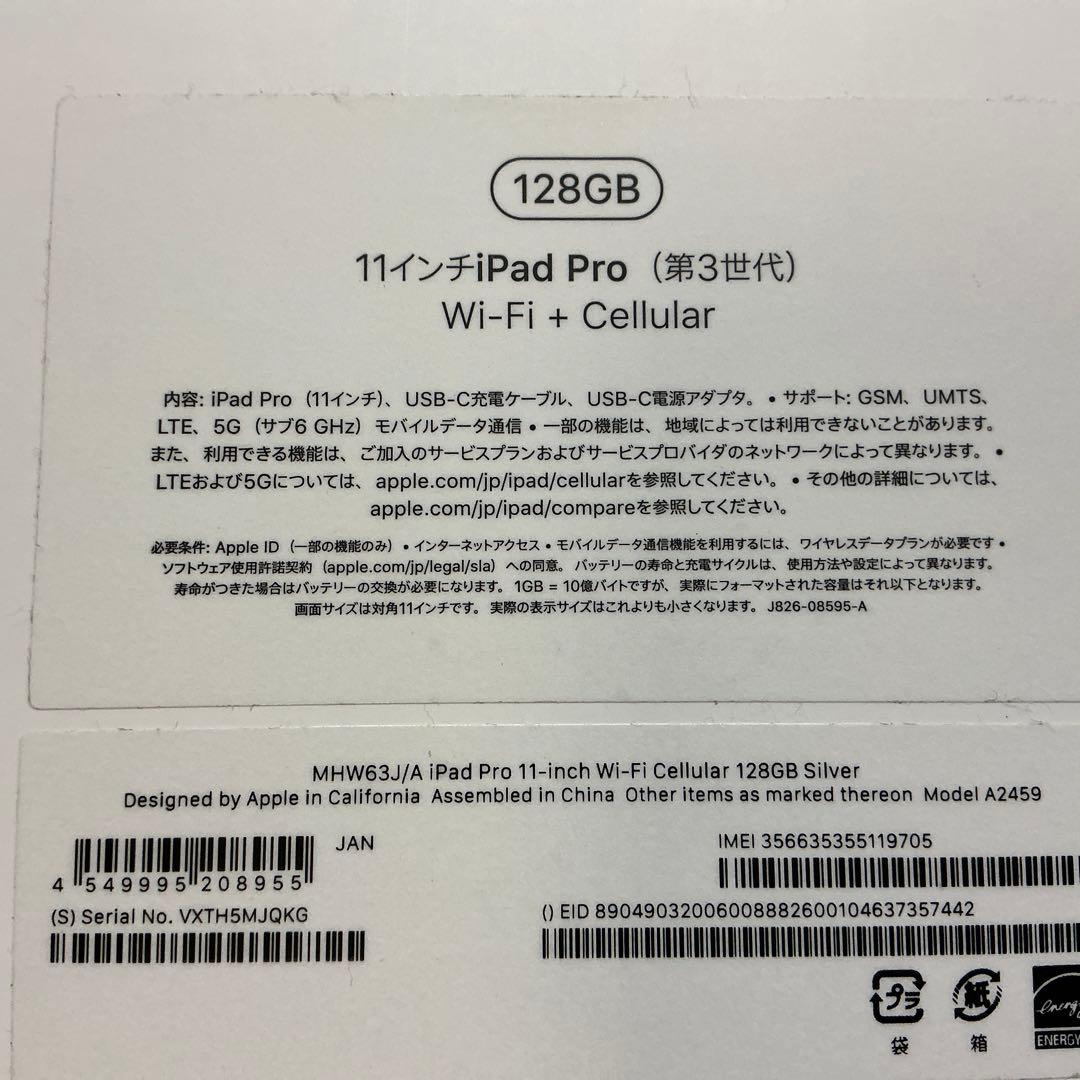 128GB
11インチiPad Pro（第3世代）
Wi-Fi + Cellular
内容: iPad Pro（11インチ）、USB-C充電ケーブル、USB-C電源アダプタ。• サポート: GSM、UMTS、
LTE、5G（サブ6 GHz）モバイルデータ通信 • 一部の機能は、地域によっては利用できないことがあります。
また、利用できる機能は、ご加入のサービスプランおよびサービスプロバイダのネットワークによって異なります。•
LTEおよび5Gについては、apple.com/jp/ipad/cellularを参照してください。• その他の詳細については、
apple.com/jp/ipad/compareを参照してください。
必要条件: Apple ID（一部の機能のみ）• インターネットアクセス • モバイルデータ通信機能を利用するには、ワイヤレスデータプランが必要です •
ソフトウェア使用許諾契約（apple.com/jp/legal/sla）への同意。バッテリーの寿命と充電サイクルは、使用方法や設定によって異なります。
寿命がつきた場合はバッテリーの交換が必要になります。1GB = 10億バイトですが、実際にフォーマットされた容量はそれ以下となります。
画面サイズは対角11インチです。実際の表示サイズはこれよりも小さくなります。J826-08595-A
MHW63J/A iPad Pro 11-inch Wi-Fi Cellular 128GB Silver
Designed by Apple in California Assembled in China Other items as marked thereon Model A2459
JAN
4 549995 208955
(S) Serial No. VXTH5MJQKG
IMEI 356635355119705
() EID 89049032006008882600104637357442
プラ
袋
紙
箱
energy
ENERGY